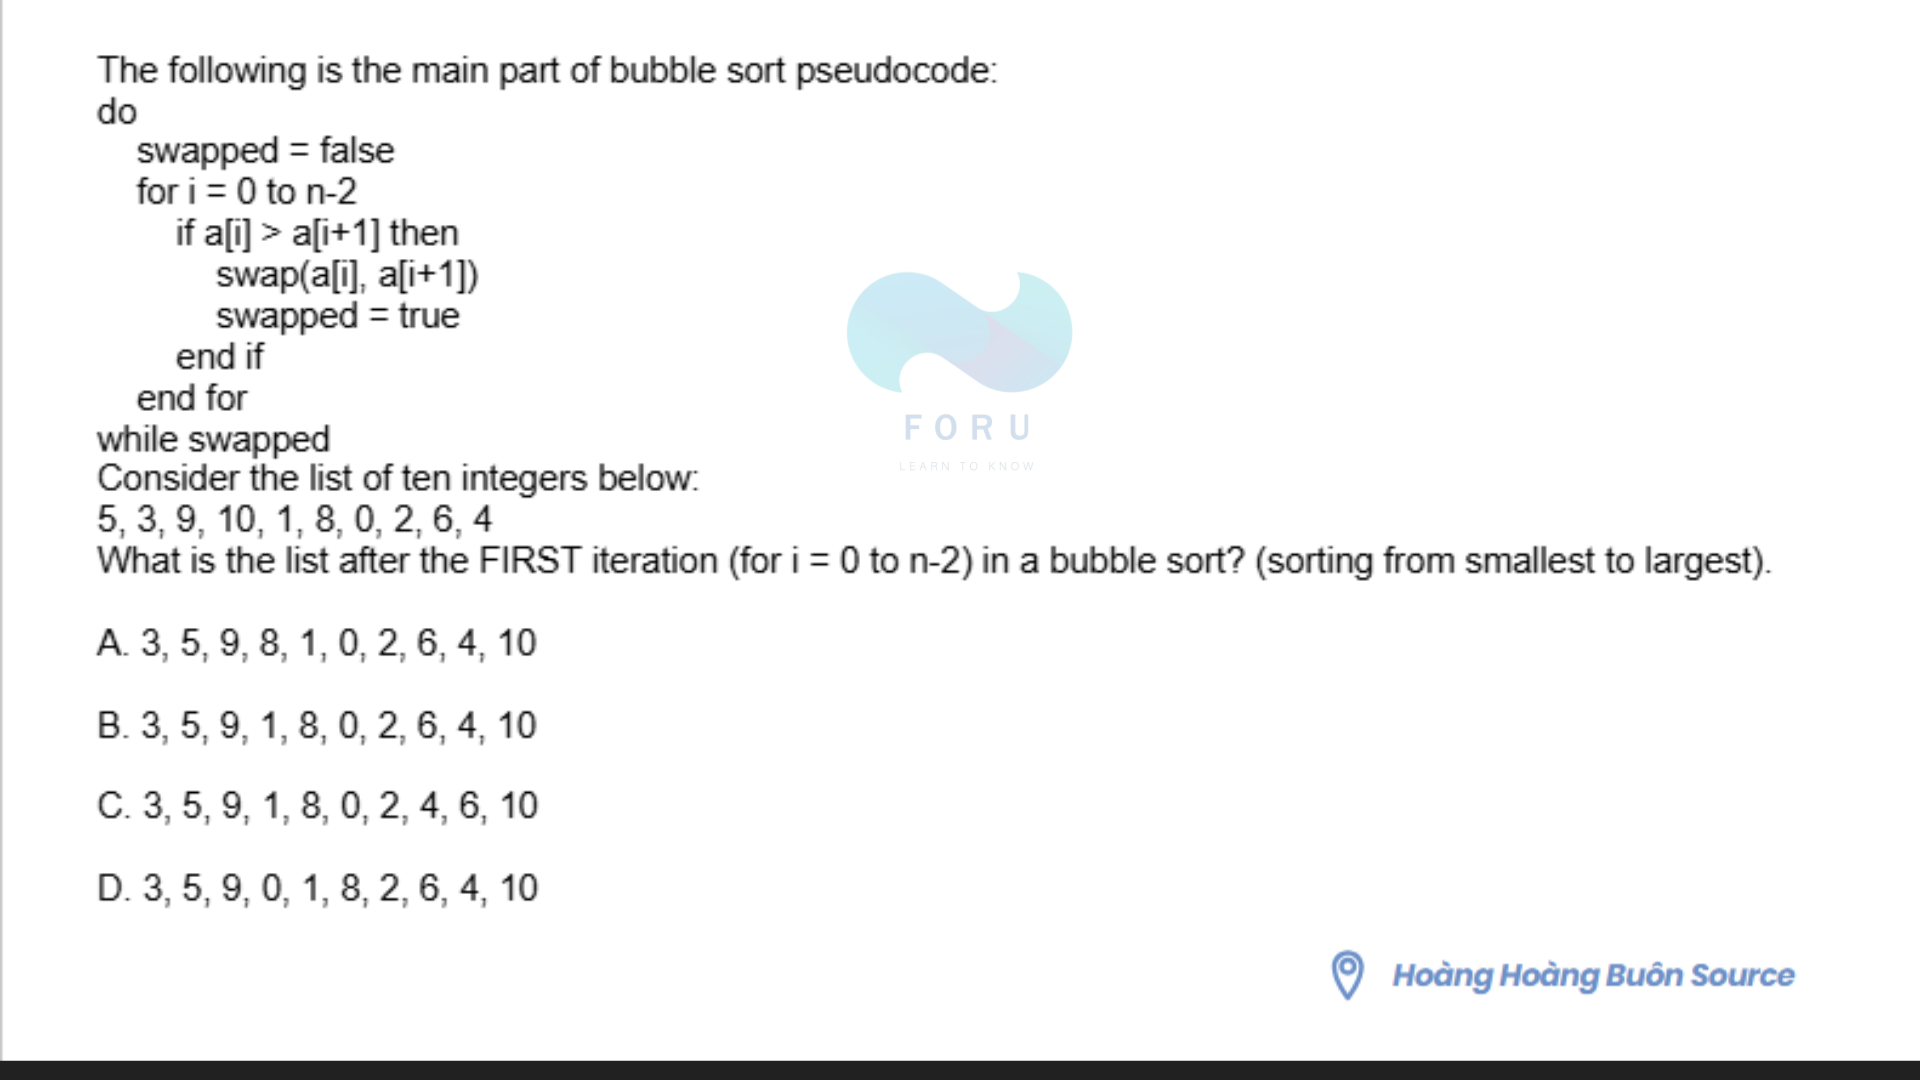 The following is the main part of bubble sort pseudocode:
do
swapped = false
for i = 0 to n-2
if a[i] > a[i+1] then
swap(a[i], a[i+1])
swapped = true
end if
end for
while swapped
Consider the list of ten integers below:
5, 3, 9, 10, 1, 8, 0, 2, 6, 4
What is the list after the FIRST iteration (for i = 0 to n-2) in a bubble sort? (sorting from smallest to largest).
A. 3, 5, 9, 8, 1, 0, 2, 6, 4, 10
B. 3, 5, 9, 1, 8, 0, 2, 6, 4, 10
C. 3, 5, 9, 1, 8, 0, 2, 4, 6, 10
D. 3, 5, 9, 0, 1, 8, 2, 6, 4, 10
FORU
LEARN TO KNOW
Hoàng Hoàng Buôn Source